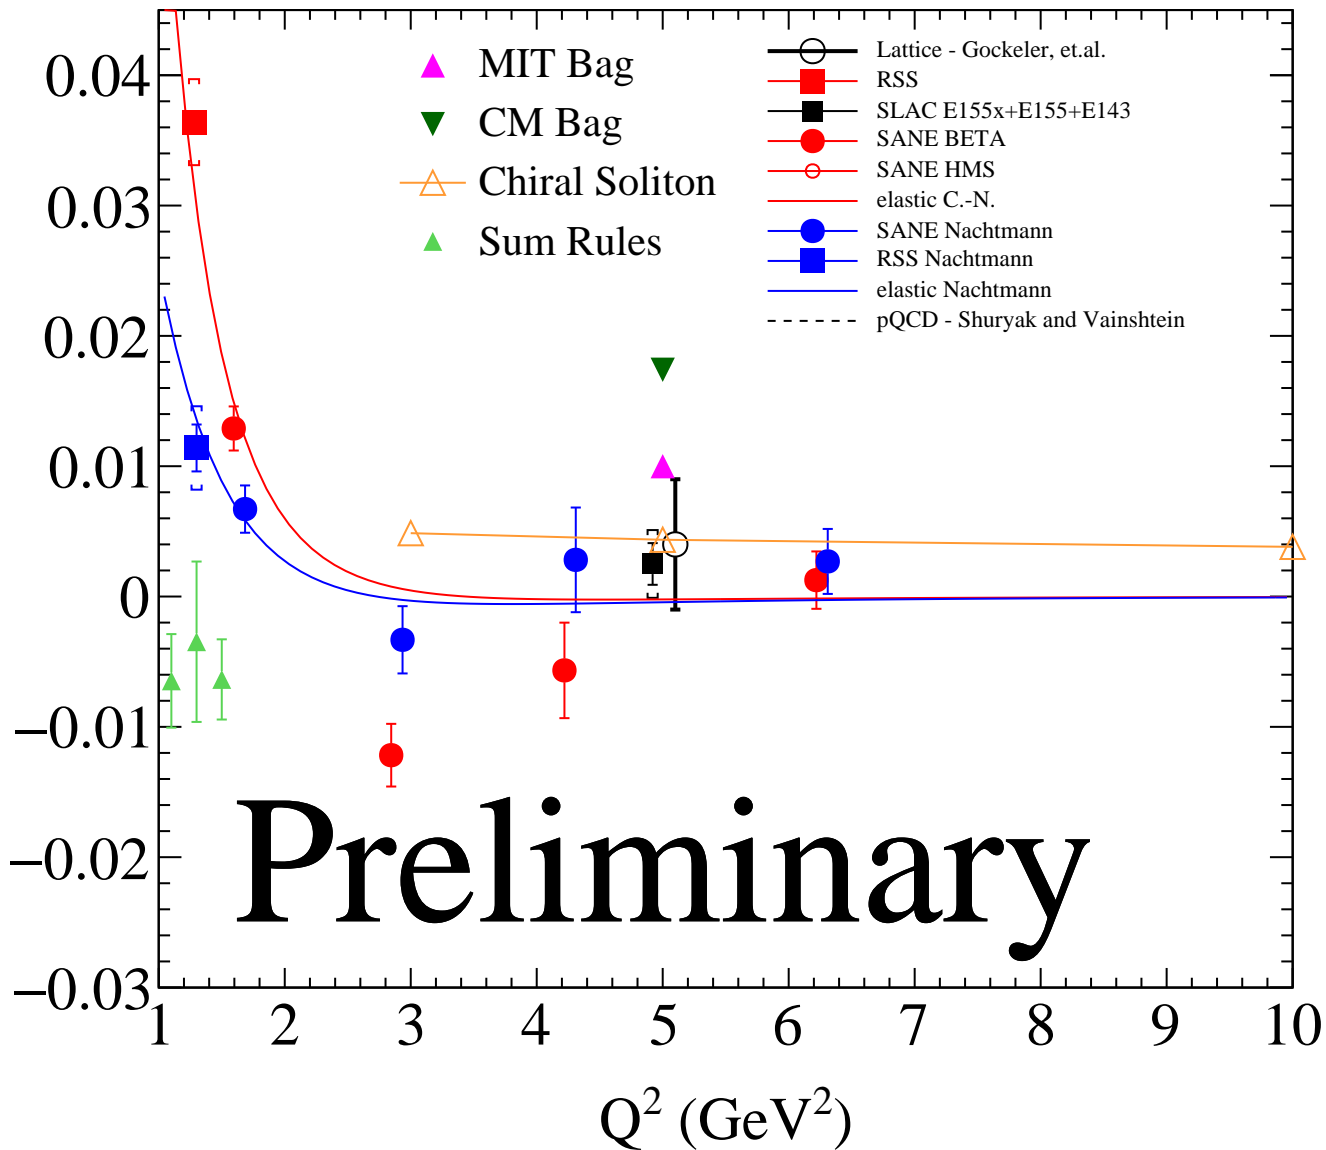 MIT Bag
CM Bag
Chiral Soliton
Sum Rules
Lattice - Gockeler, et.al.
RSS
SLAC E155x+E155+E143
SANE BETA
SANE HMS
elastic C.-N.
SANE Nachtmann
RSS Nachtmann
elastic Nachtmann
pQCD - Shuryak and Vainshtein
0.04
0.03
0.02
0.01
0
−0.01
−0.02
−0.03
Preliminary
1 2 3 4 5 6 7 8 9 10
Q² (GeV²)